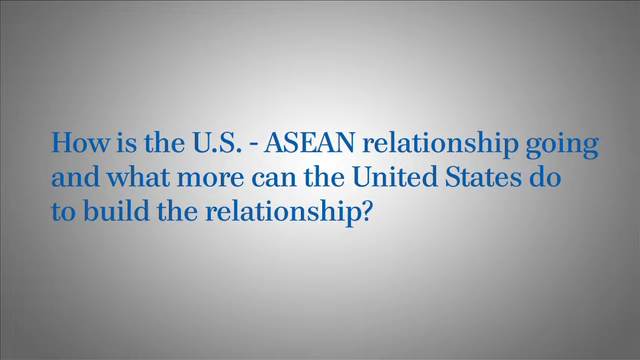 How is the U.S. - ASEAN relationship going
and what more can the United States do
to build the relationship?